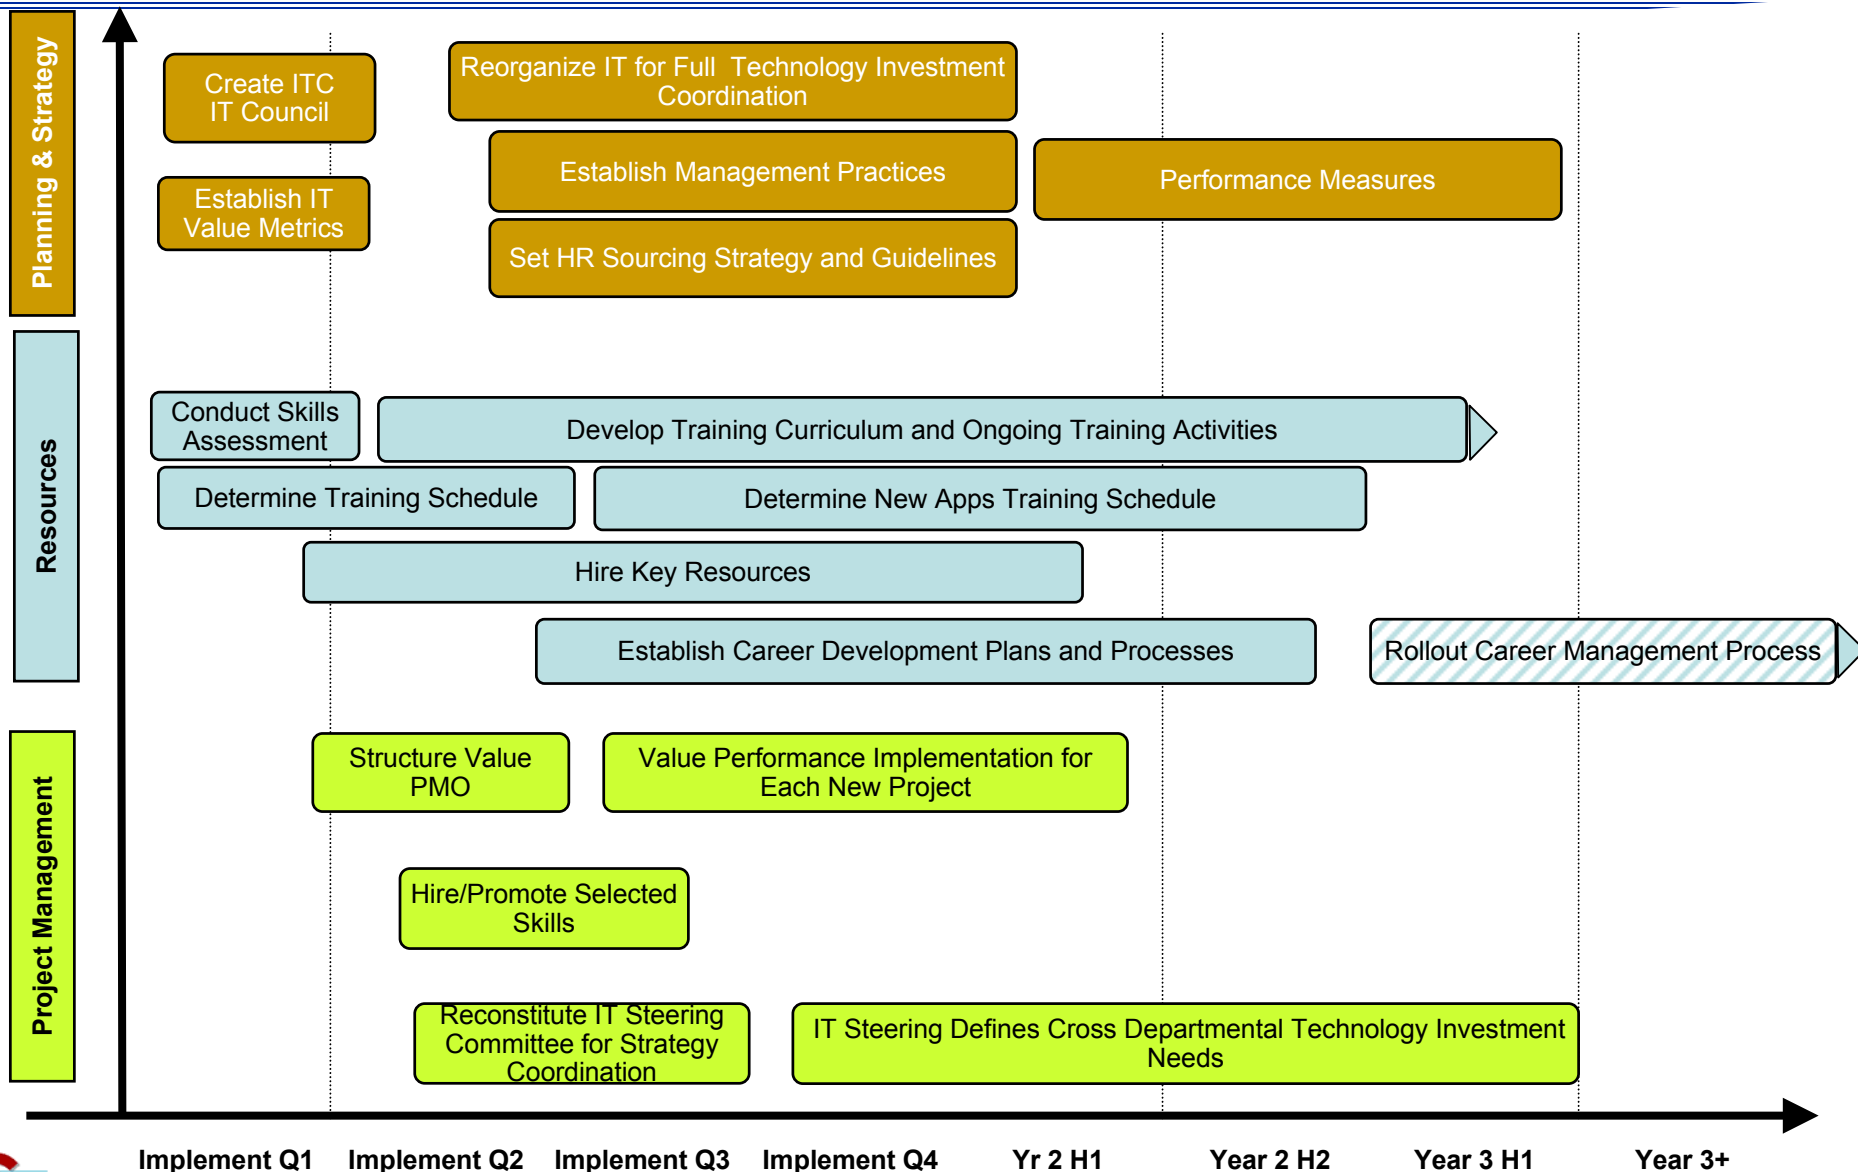 Planning & Strategy
Create ITC
IT Council
Reorganize IT for Full  Technology Investment
Coordination
Establish Management Practices
Performance Measures
Establish IT
Value Metrics
Set HR Sourcing Strategy and Guidelines
Resources
Conduct Skills
Assessment
Develop Training Curriculum and Ongoing Training Activities
Determine Training Schedule
Determine New Apps Training Schedule
Hire Key Resources
Establish Career Development Plans and Processes
Rollout Career Management Process
Project Management
Structure Value
PMO
Value Performance Implementation for
Each New Project
Hire/Promote Selected
Skills
Reconstitute IT Steering
Committee for Strategy
Coordination
IT Steering Defines Cross Departmental Technology Investment
Needs
Implement Q1
Implement Q2
Implement Q3
Implement Q4
Yr 2 H1
Year 2 H2
Year 3 H1
Year 3+